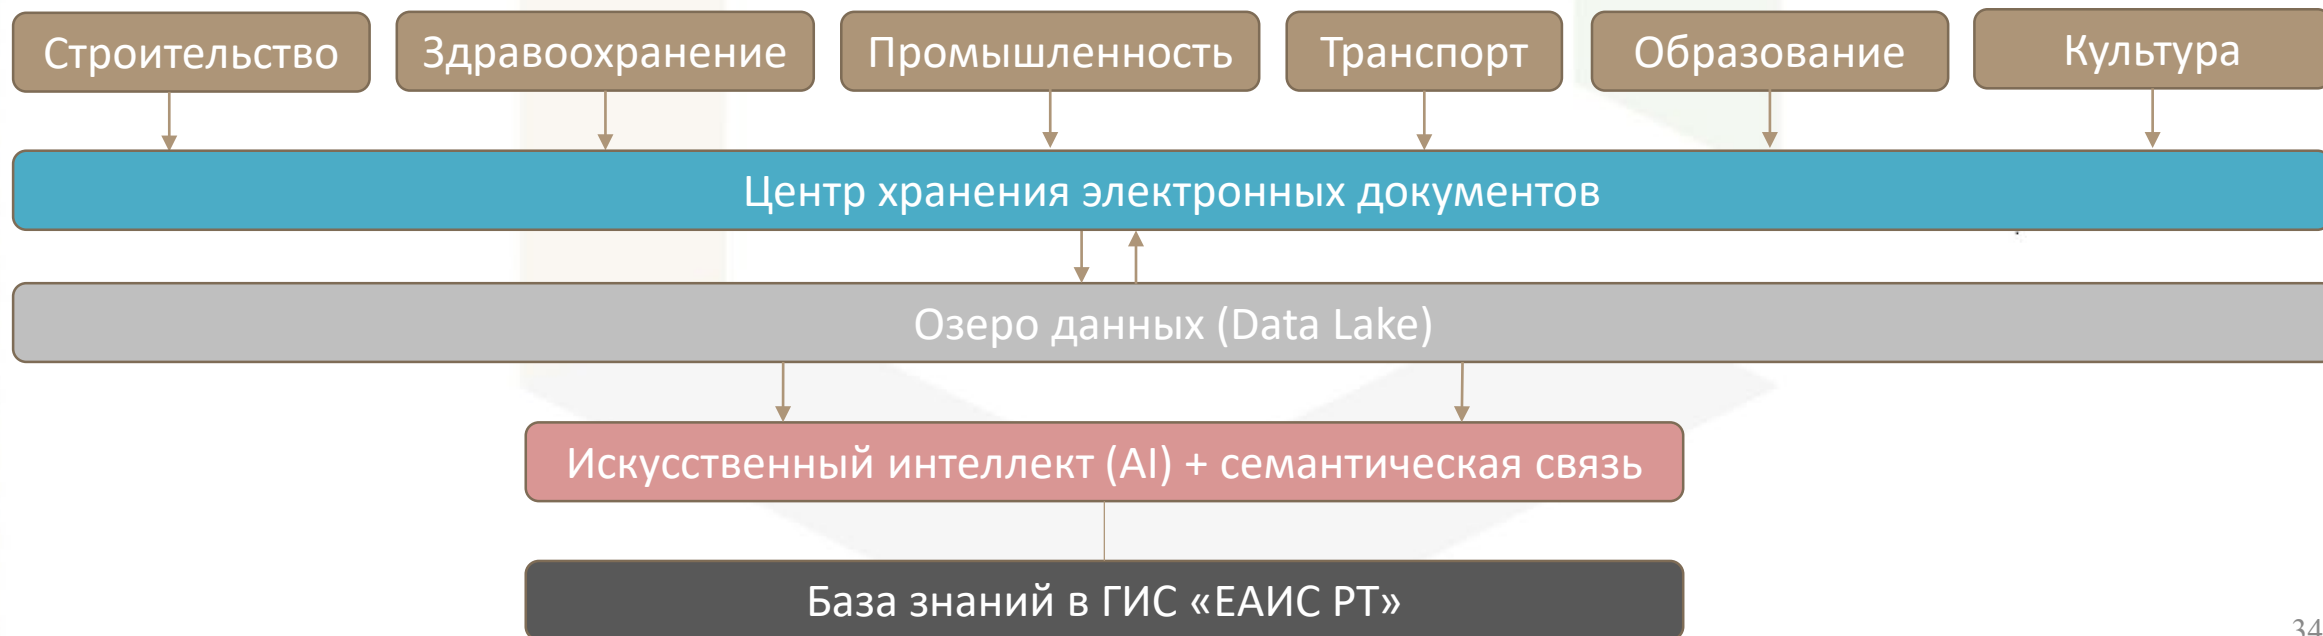 Строительство
Здравоохранение
Промышленность
Транспорт
Образование
Культура
Центр хранения электронных документов
Озеро данных (Data Lake)
Искусственный интеллект (AI) + семантическая связь
База знаний в ГИС «ЕАИС РТ»
34